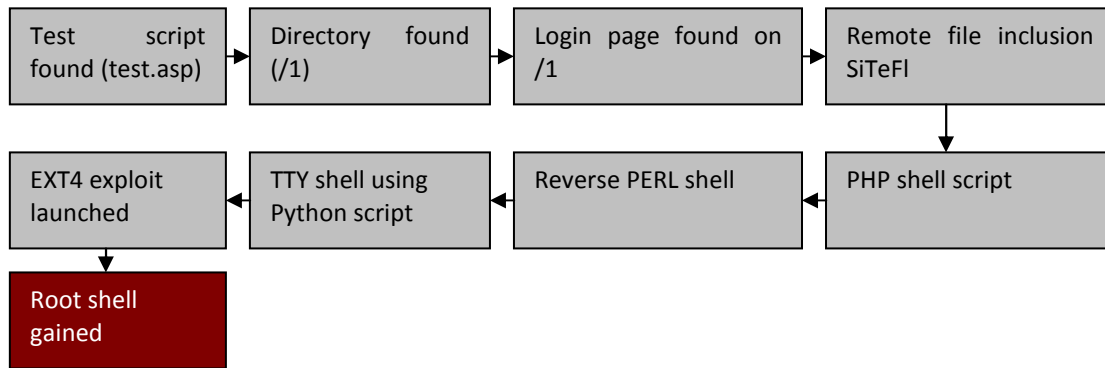 Test script
found (test.asp)
Directory found
(/1)
Login page found on
/1
Remote file inclusion
SiTeFl
PHP shell script
Reverse PERL shell
TTY shell using
Python script
EXT4 exploit
launched
Root shell
gained